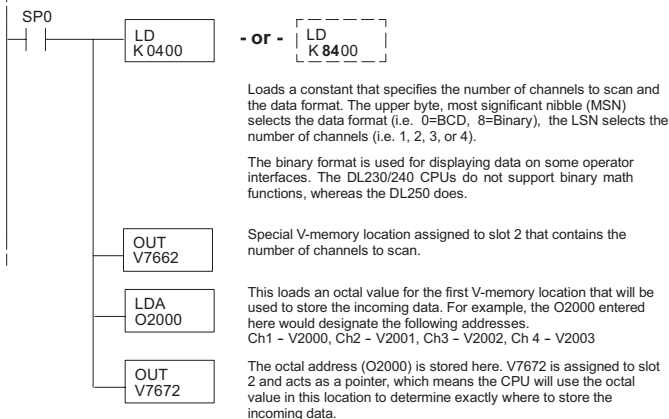 SP0
LD
K 0400
- or -
LD
K 8400
Loads a constant that specifies the number of channels to scan and
the data format. The upper byte, most significant nibble (MSN)
selects the data format (i.e. 0=BCD, 8=Binary), the LSN selects the
number of channels (i.e. 1, 2, 3, or 4).
The binary format is used for displaying data on some operator
interfaces. The DL230/240 CPUs do not support binary math
functions, whereas the DL250 does.
OUT
V7662
Special V-memory location assigned to slot 2 that contains the
number of channels to scan.
LDA
O2000
This loads an octal value for the first V-memory location that will be
used to store the incoming data. For example, the O2000 entered
here would designate the following addresses.
Ch1 – V2000, Ch2 – V2001, Ch3 – V2002, Ch 4 – V2003
OUT
V7672
The octal address (O2000) is stored here. V7672 is assigned to slot
2 and acts as a pointer, which means the CPU will use the octal
value in this location to determine exactly where to store the
incoming data.